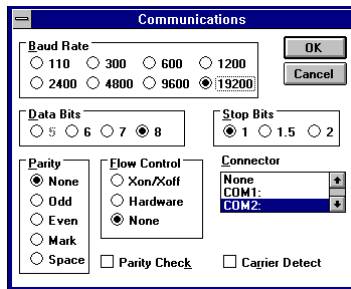 Communications
Baud Rate
110 300 600 1200
2400 4800 9600 19200
OK
Cancel
Data Bits
5 6 7 8
Stop Bits
1 1.5 2
Parity
None
Odd
Even
Mark
Space
Flow Control
Xon/Xoff
Hardware
None
Connector
None
COM1:
COM2:
Parity Check
Carrier Detect